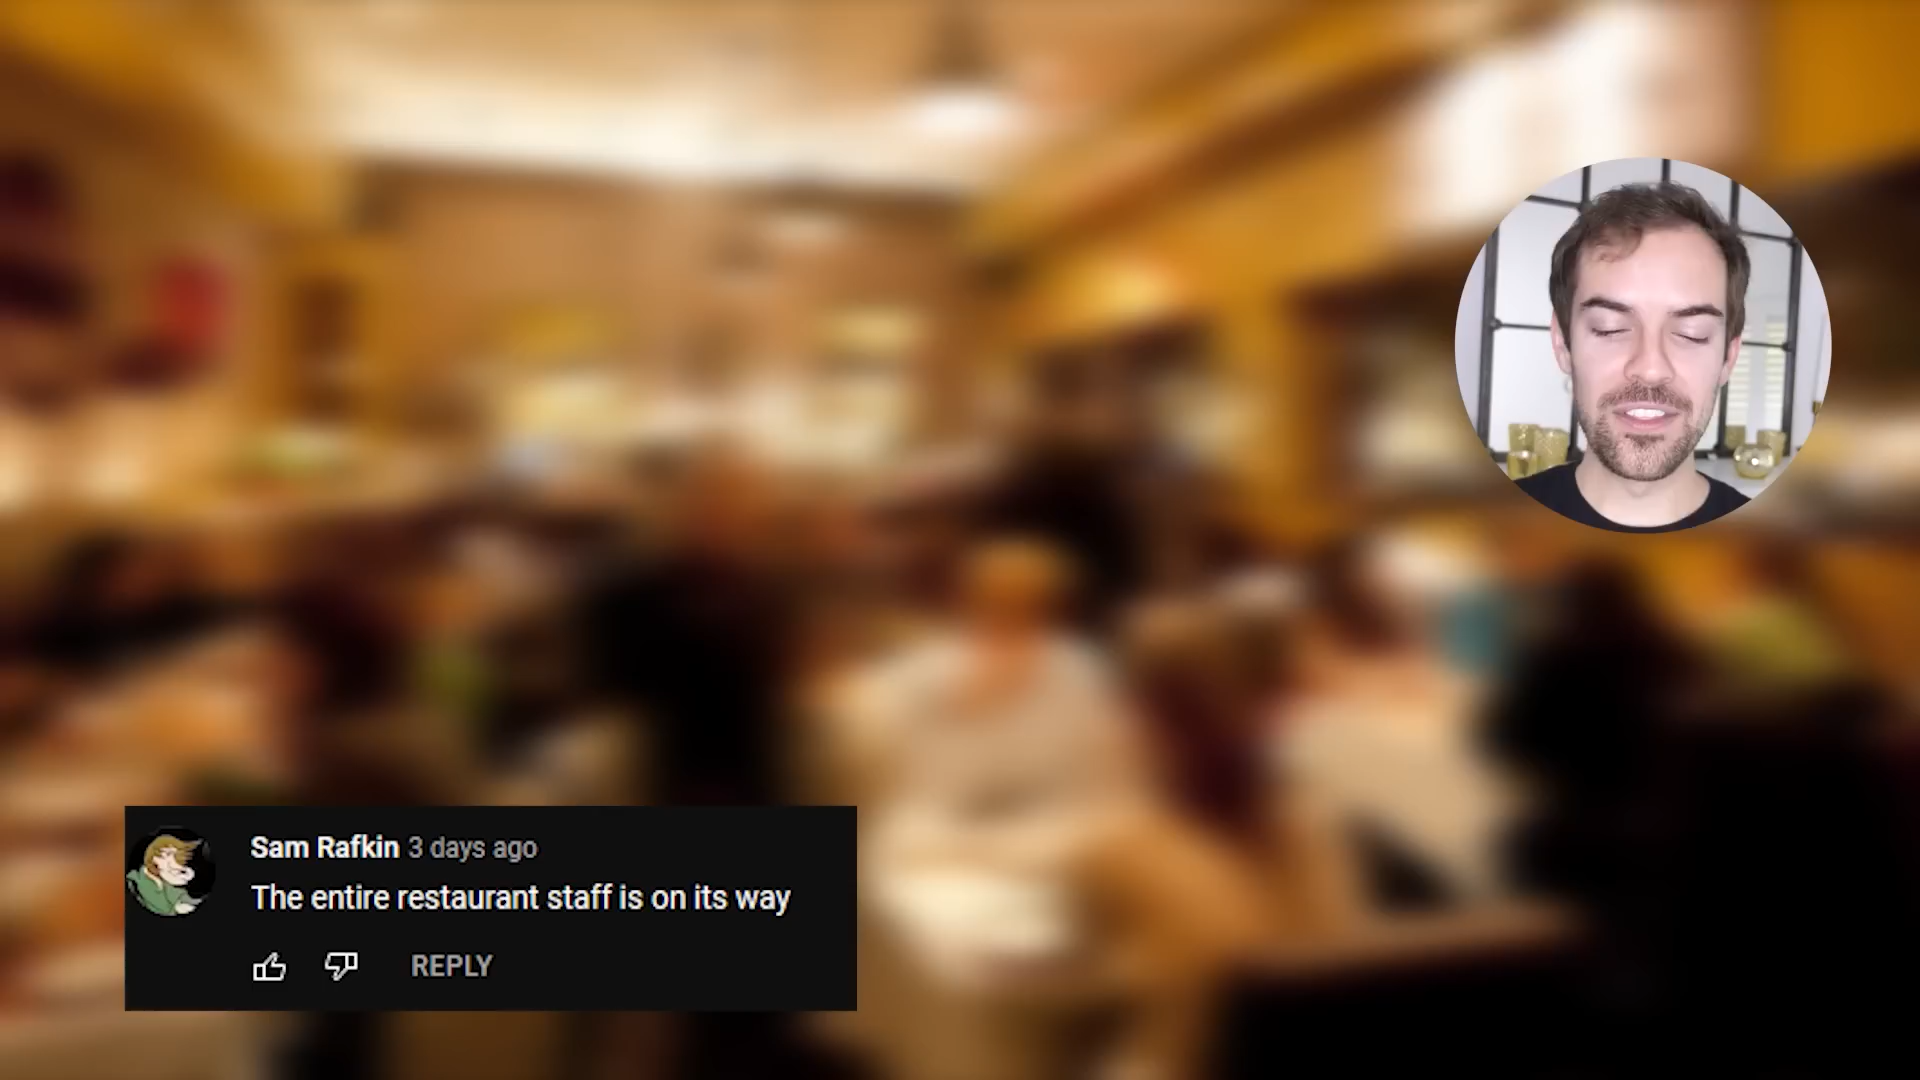 Sam Rafkin 3 days ago
The entire restaurant staff is on its way
REPLY